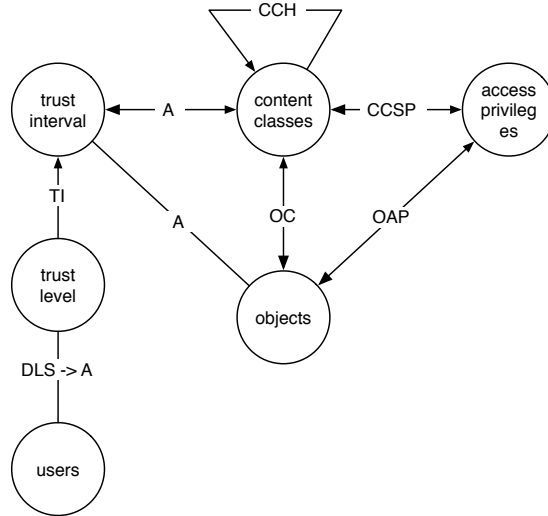 CCH
trust
interval
A
content
classes
CCSP
access
privileg
es
TI
A
OC
OAP
trust
level
objects
DLS -> A
users